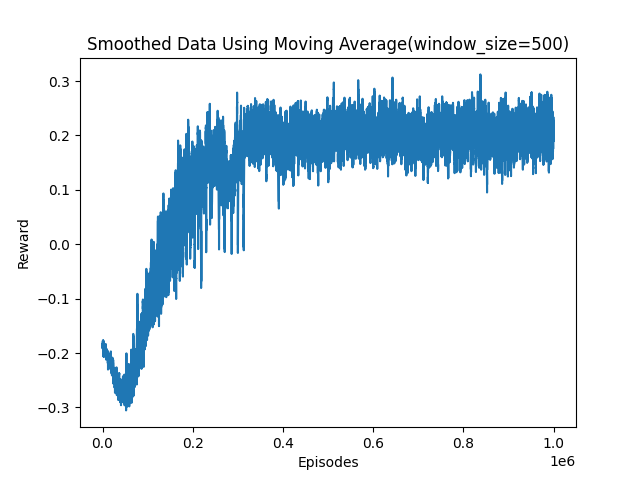 Smoothed Data Using Moving Average(window_size=500)
0.3
0.2
0.1
0.0
−0.1
−0.2
−0.3
Reward
0.0 0.2 0.4 0.6 0.8 1.0
1e6
Episodes